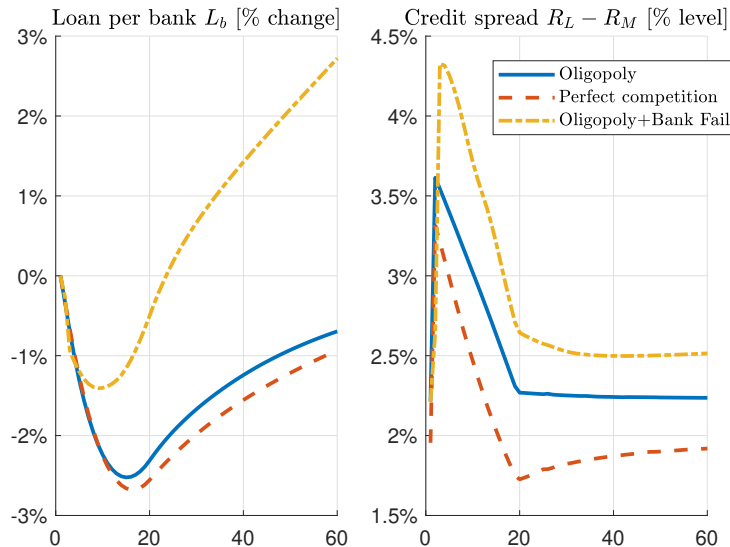 Loan per bank L_b [% change]
3%
2%
1%
0%
-1%
-2%
-3%
0 20 40 60
Credit spread R_L − R_M [% level]
4.5%
4%
3.5%
3%
2.5%
2%
1.5%
0 20 40 60
Oligopoly
Perfect competition
Oligopoly+Bank Fail